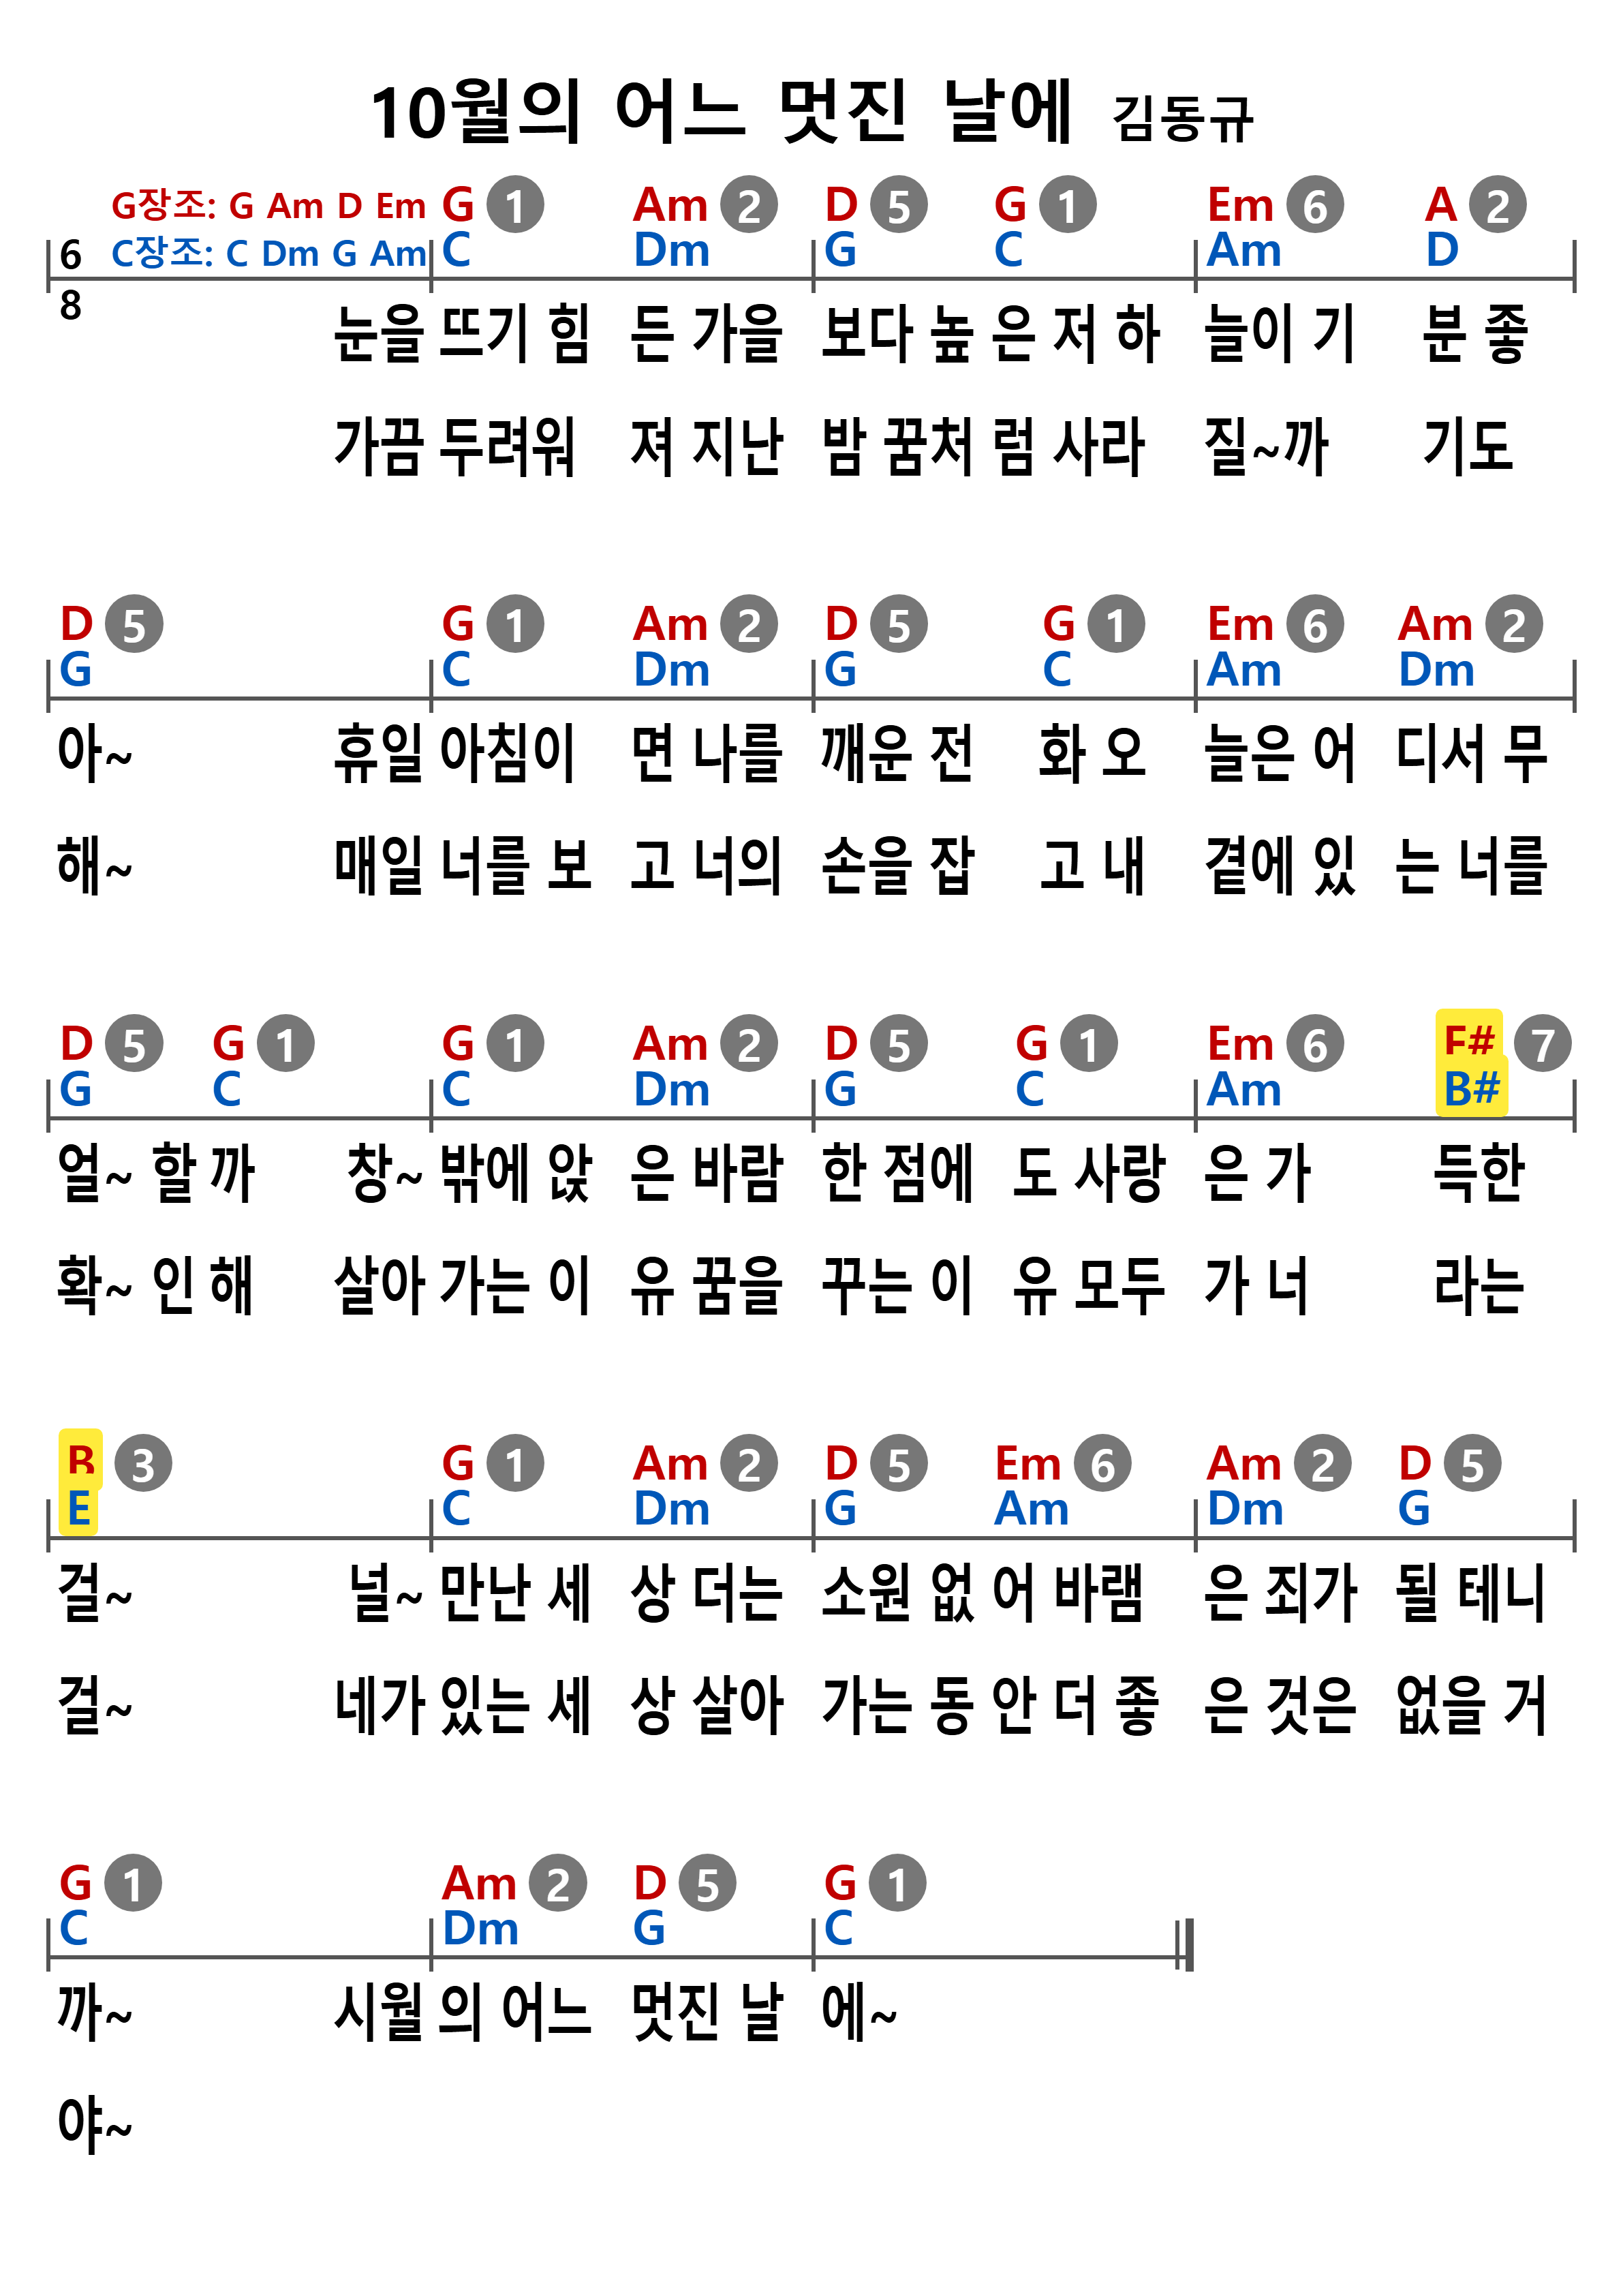 10월의 어느 멋진 날에 김동규
G장조: G Am D Em G 1 Am 2 D 5 G 1 Em 6 A 2
6 C장조: C Dm G Am C Dm G C Am D
8
눈을 뜨기 힘 든 가을 보다 높 은 저 하 늘이 기 분 좋
가끔 두려워 져 지난 밤 꿈처 럼 사라 질~까 기도
D 5 G 1 Am 2 D 5 G 1 Em 6 Am 2
G C Dm G C Am Dm
아~ 휴일 아침이 면 나를 깨운 전 화 오 늘은 어 디서 무
해~ 매일 너를 보 고 너의 손을 잡 고 내 곁에 있 는 너를
D 5 G 1 G 1 Am 2 D 5 G 1 Em 6 F# 7
G C C Dm G C Am B#
얼~ 할 까 창~ 밖에 앉 은 바람 한 점에 도 사랑 은 가 득한
확~ 인 해 살아 가는 이 유 꿈을 꾸는 이 유 모두 가 너 라는
B 3 G 1 Am 2 D 5 Em 6 Am 2 D 5
E C Dm G Am Dm G
걸~ 널~ 만난 세 상 더는 소원 없 어 바램 은 죄가 될 테니
걸~ 네가 있는 세 상 살아 가는 동 안 더 좋 은 것은 없을 거
G 1 Am 2 D 5 G 1
C Dm G C
까~ 시월 의 어느 멋진 날 에~
야~